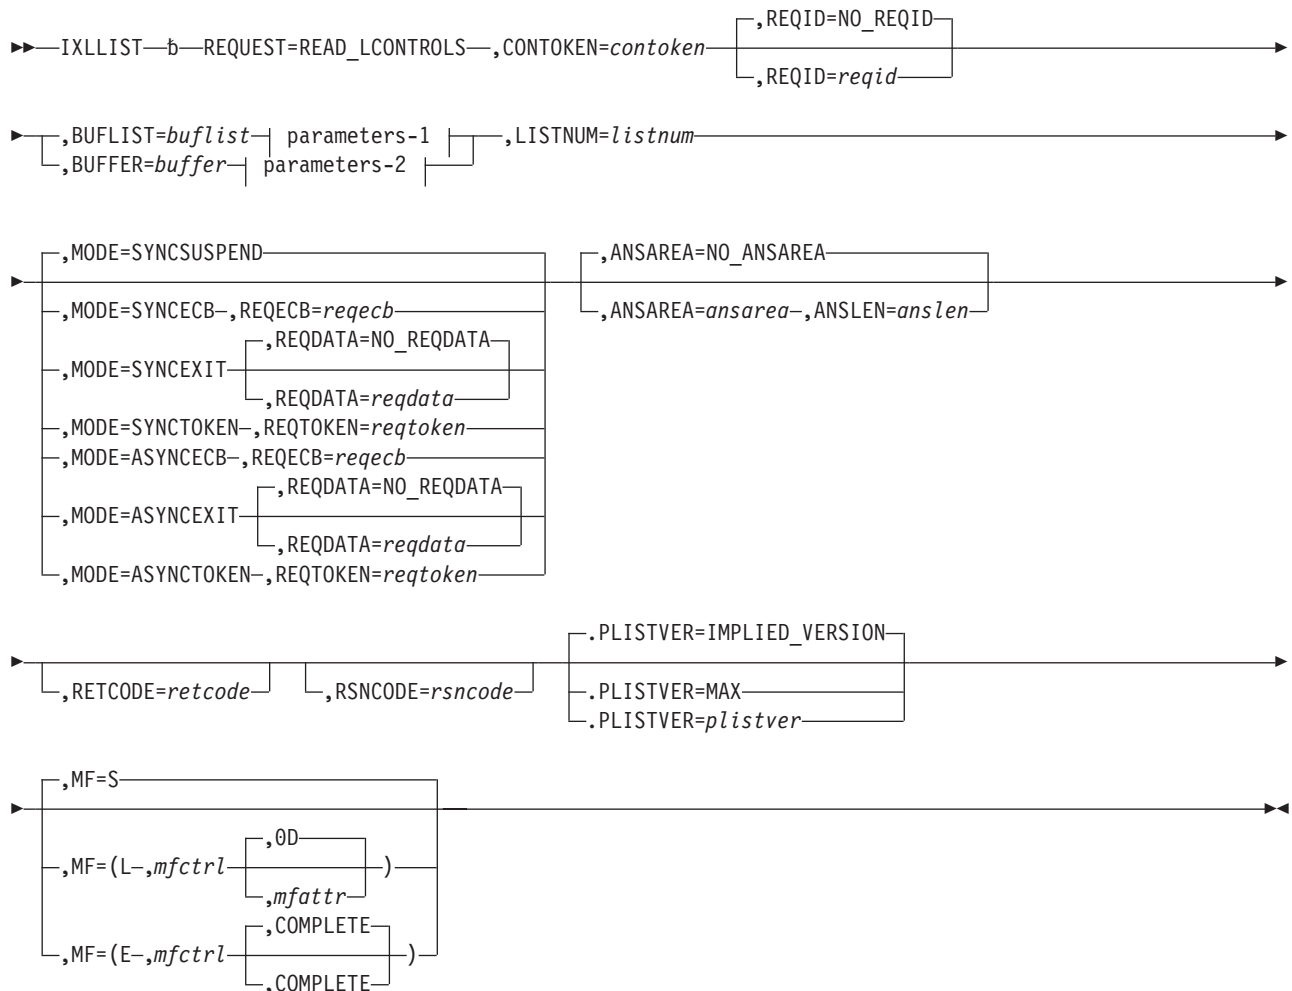 ,REQID=NO_REQID
IXLLIST ƀ REQUEST=READ_LCONTROLS ,CONTOKEN=contoken
,REQID=reqid
,BUFLIST=buflist parameters-1 ,LISTNUM=listnum
,BUFFER=buffer parameters-2
,MODE=SYNCSUSPEND ,ANSAREA=NO_ANSAREA
,MODE=SYNCECB ,REQECB=reqecb ,ANSAREA=ansarea ,ANSLEN=anslen
,REQDATA=NO_REQDATA
,MODE=SYNCEXIT
,REQDATA=reqdata
,MODE=SYNCTOKEN ,REQTOKEN=reqtoken
,MODE=ASYNCECB ,REQECB=reqecb
,REQDATA=NO_REQDATA
,MODE=ASYNCEXIT
,REQDATA=reqdata
,MODE=ASYNCTOKEN ,REQTOKEN=reqtoken
.PLISTVER=IMPLIED_VERSION
,RETCODE=retcode ,RSNCODE=rsncode .PLISTVER=MAX
.PLISTVER=plistver
,MF=S
,0D
,MF=(L ,mfctrl )
,mfattr
,COMPLETE
,MF=(E ,mfctrl )
,COMPLETE